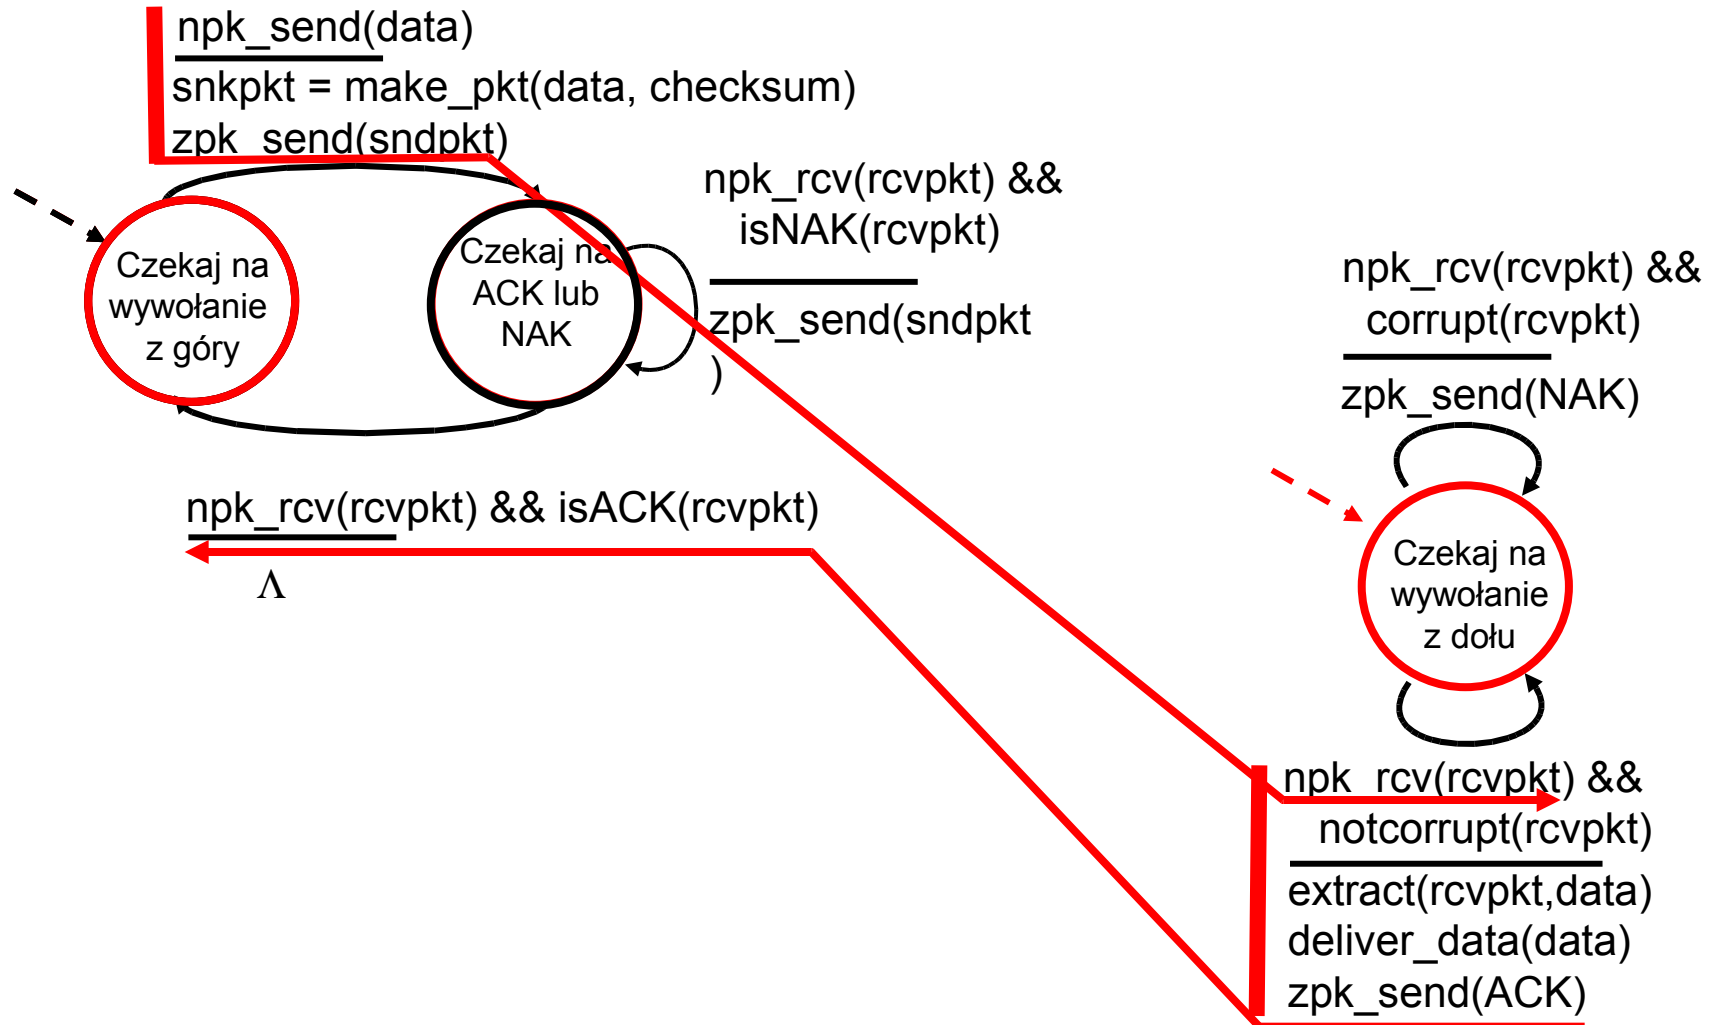 npk_send(data)
snkpkt = make_pkt(data, checksum)
zpk_send(sndpkt)
Czekaj na
wywołanie
z góry
Czekaj na
ACK lub
NAK
npk_rcv(rcvpkt) &&
isNAK(rcvpkt)
zpk_send(sndpkt
)
npk_rcv(rcvpkt) && isACK(rcvpkt)
Λ
npk_rcv(rcvpkt) &&
corrupt(rcvpkt)
zpk_send(NAK)
Czekaj na
wywołanie
z dołu
npk_rcv(rcvpkt) &&
notcorrupt(rcvpkt)
extract(rcvpkt,data)
deliver_data(data)
zpk_send(ACK)